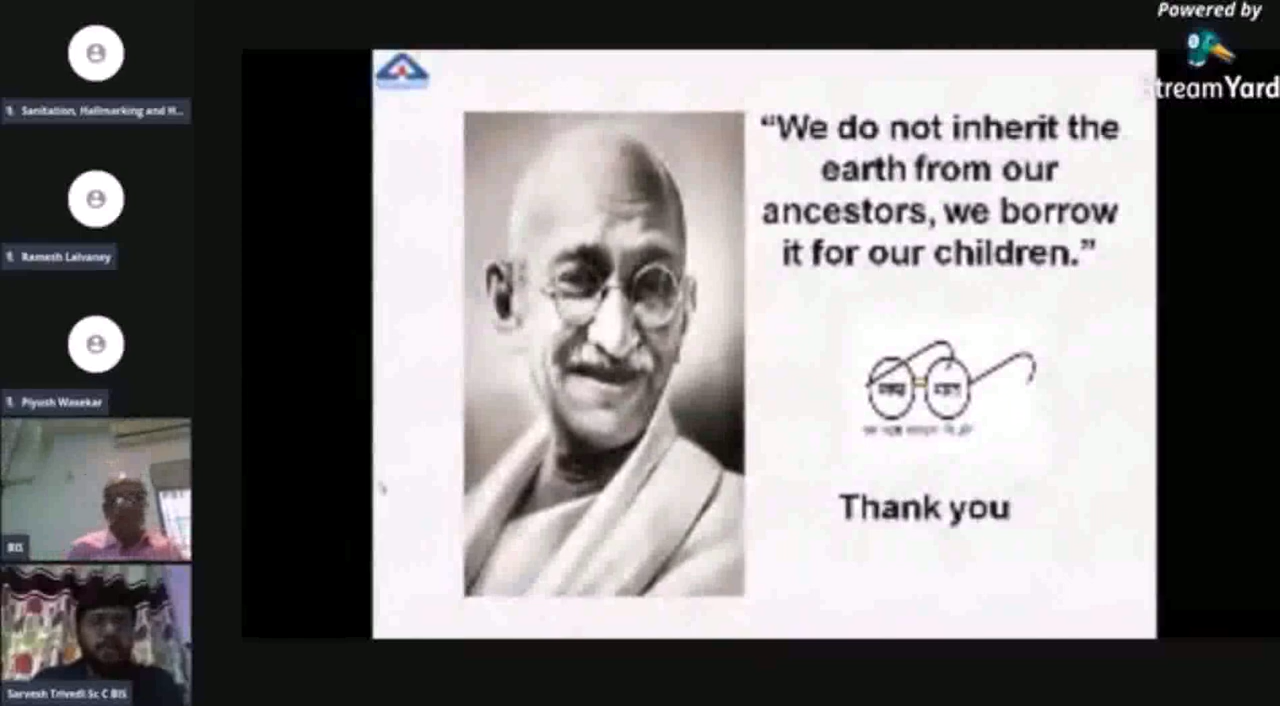 Powered by
StreamYard
Sanitation, Hallmarking and H...
Ramesh Lalvaney
Piyush Wasekar
BIS
Sarvesh Trivedi Sc C BIS
“We do not inherit the
earth from our
ancestors, we borrow
it for our children.”
Thank you